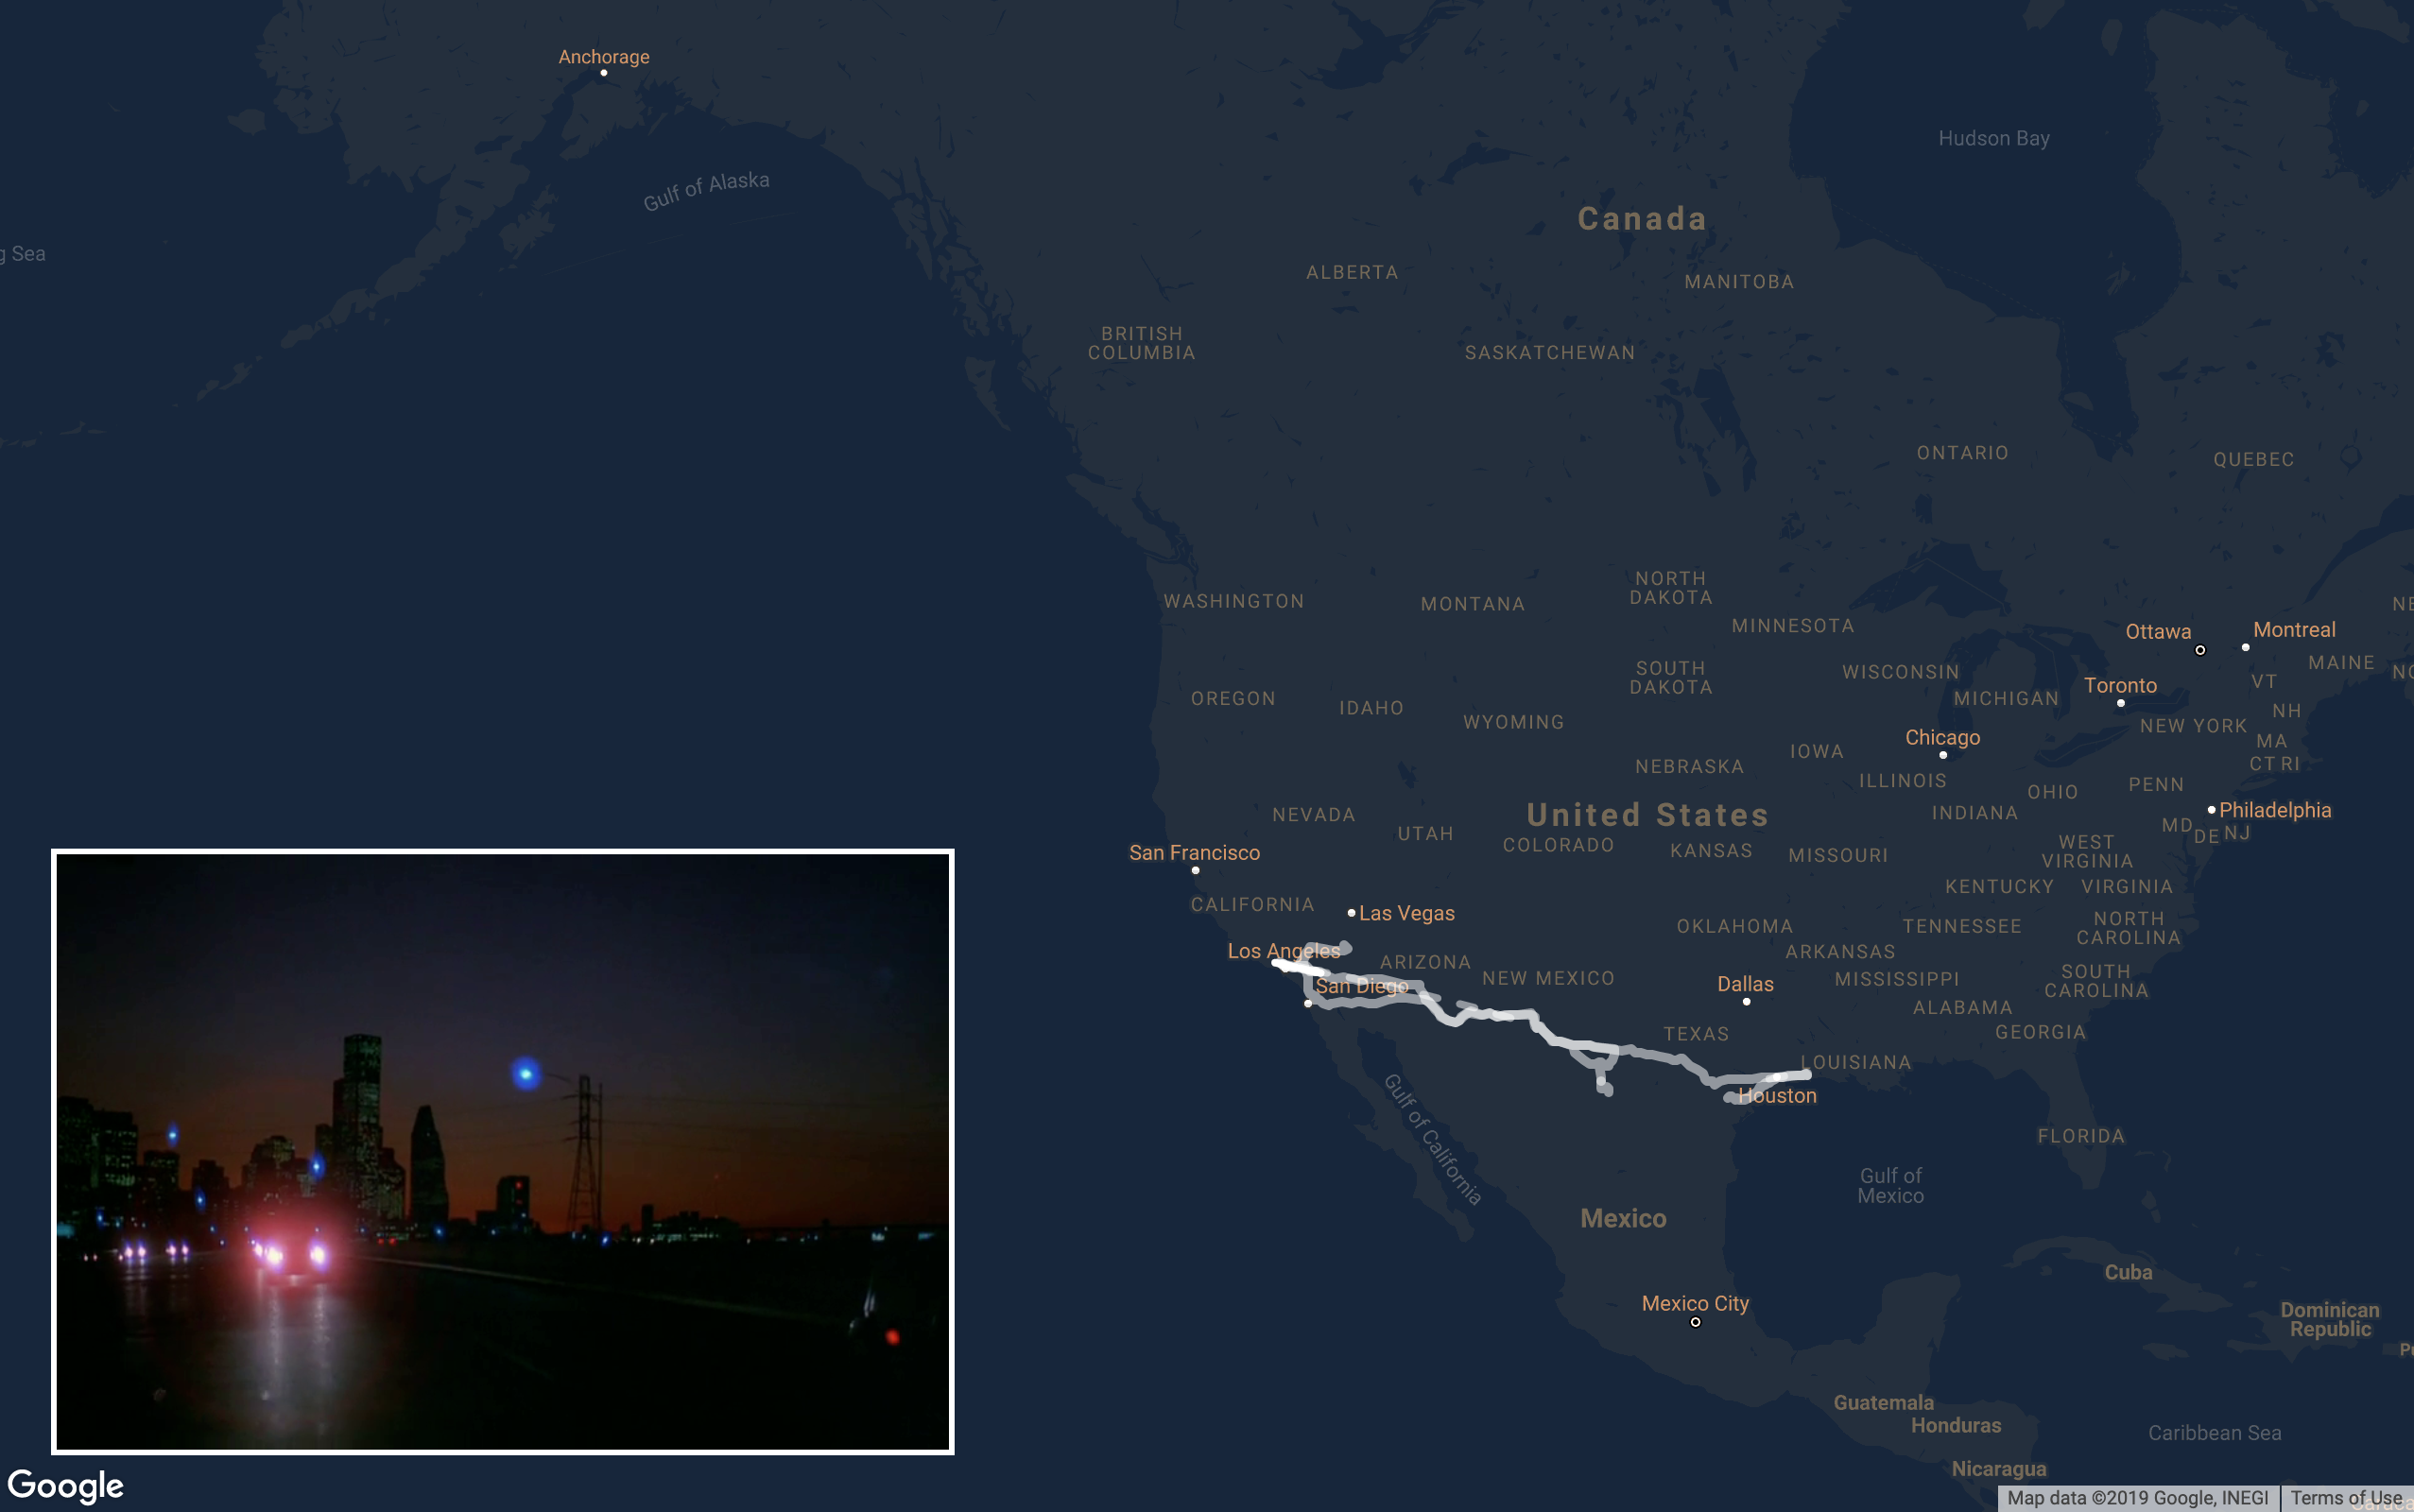 Anchorage
Gulf of Alaska
g Sea
Hudson Bay
Canada
ALBERTA
MANITOBA
BRITISH
COLUMBIA
SASKATCHEWAN
ONTARIO
QUEBEC
WASHINGTON
MONTANA
NORTH
DAKOTA
MINNESOTA
Ottawa
Montreal
MAINE
SOUTH
DAKOTA
WISCONSIN
MICHIGAN
Toronto
VT
NH
OREGON
IDAHO
WYOMING
NEW YORK
MA
CT RI
Chicago
IOWA
NEBRASKA
ILLINOIS
OHIO
PENN
INDIANA
Philadelphia
NEVADA
UTAH
United States
COLORADO
KANSAS
MISSOURI
WEST
VIRGINIA
MD
DE
NJ
San Francisco
CALIFORNIA
Las Vegas
KENTUCKY
VIRGINIA
OKLAHOMA
ARKANSAS
TENNESSEE
NORTH
CAROLINA
Los Angeles
ARIZONA
NEW MEXICO
San Diego
Dallas
MISSISSIPPI
SOUTH
CAROLINA
ALABAMA
GEORGIA
TEXAS
LOUISIANA
Houston
Gulf of California
FLORIDA
Gulf of
Mexico
Mexico
Cuba
Mexico City
Dominican
Republic
Guatemala
Honduras
Caribbean Sea
Nicaragua
Google
Map data ©2019 Google, INEGI
Terms of Use